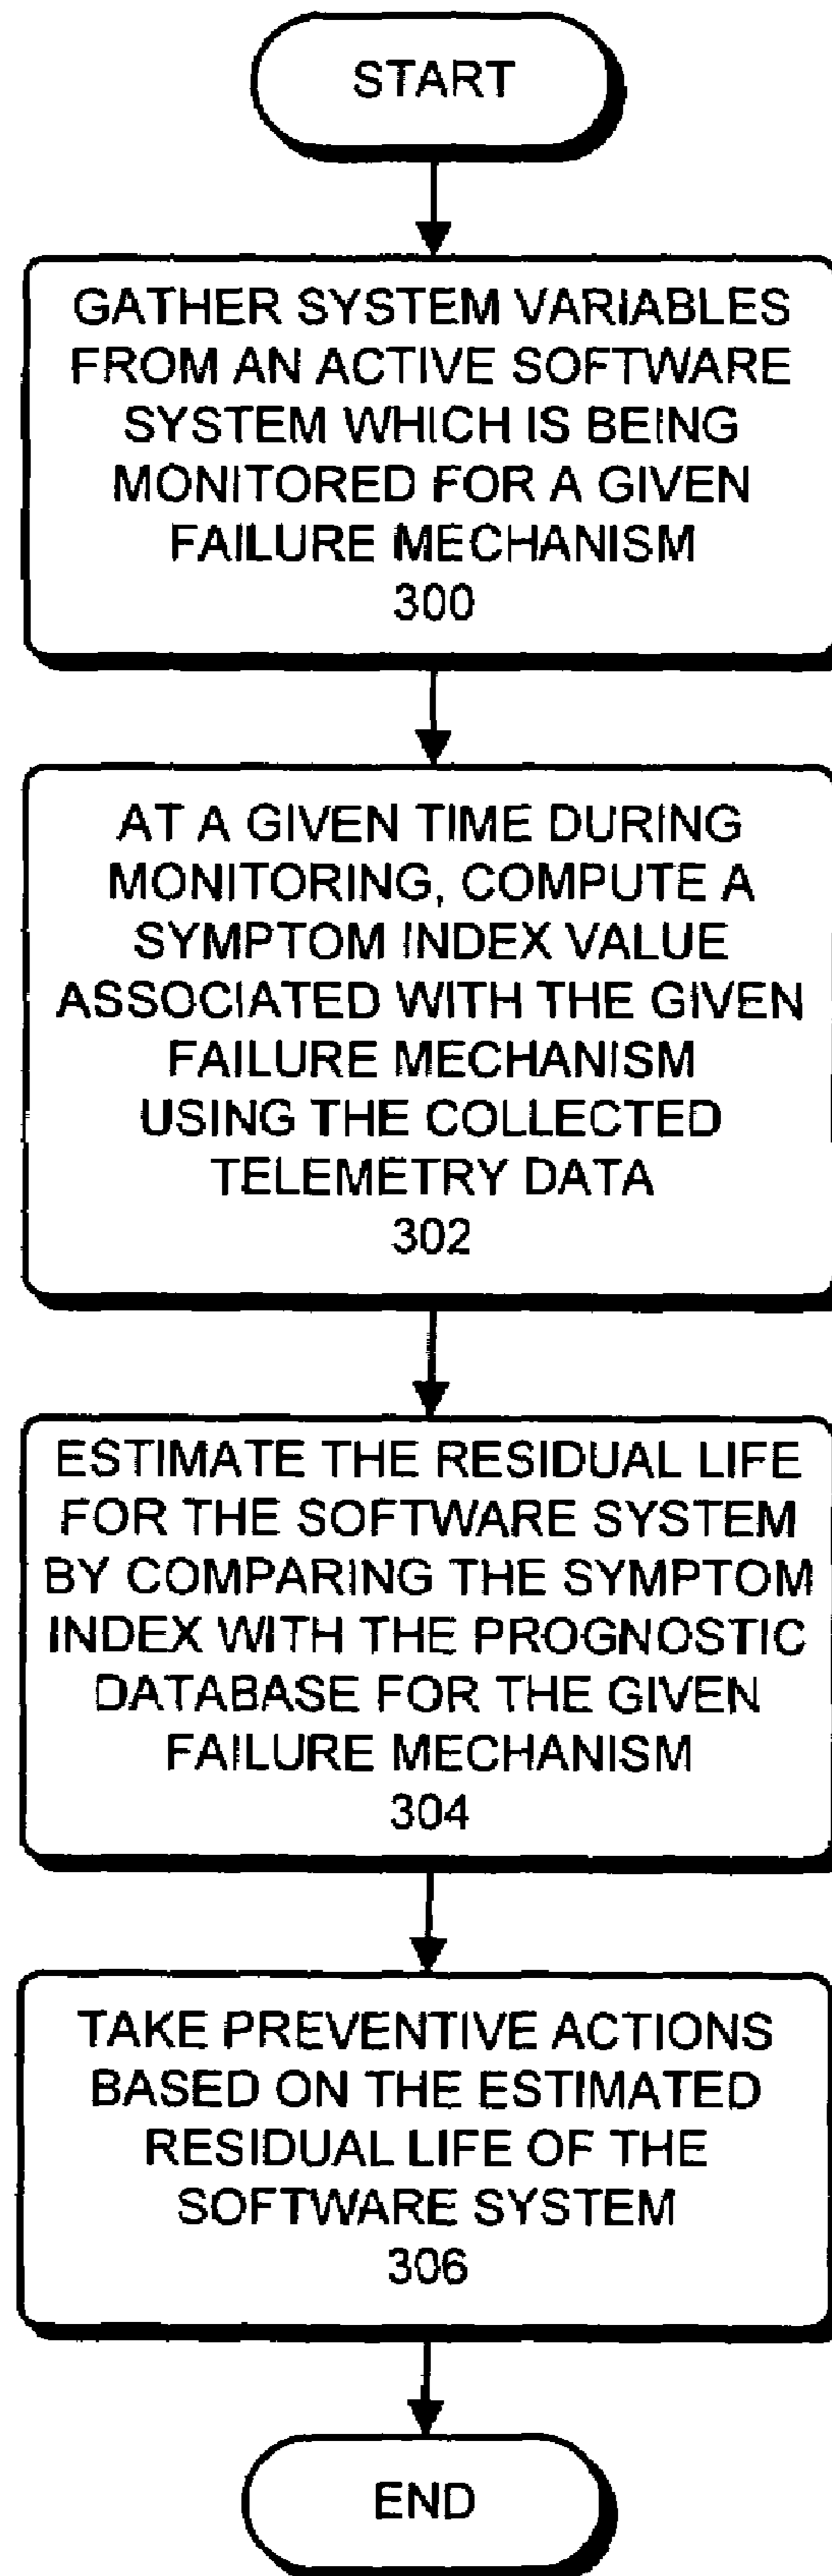 START
GATHER SYSTEM VARIABLES
FROM AN ACTIVE SOFTWARE
SYSTEM WHICH IS BEING
MONITORED FOR A GIVEN
FAILURE MECHANISM
300
AT A GIVEN TIME DURING
MONITORING, COMPUTE A
SYMPTOM INDEX VALUE
ASSOCIATED WITH THE GIVEN
FAILURE MECHANISM
USING THE COLLECTED
TELEMETRY DATA
302
ESTIMATE THE RESIDUAL LIFE
FOR THE SOFTWARE SYSTEM
BY COMPARING THE SYMPTOM
INDEX WITH THE PROGNOSTIC
DATABASE FOR THE GIVEN
FAILURE MECHANISM
304
TAKE PREVENTIVE ACTIONS
BASED ON THE ESTIMATED
RESIDUAL LIFE OF THE
SOFTWARE SYSTEM
306
END